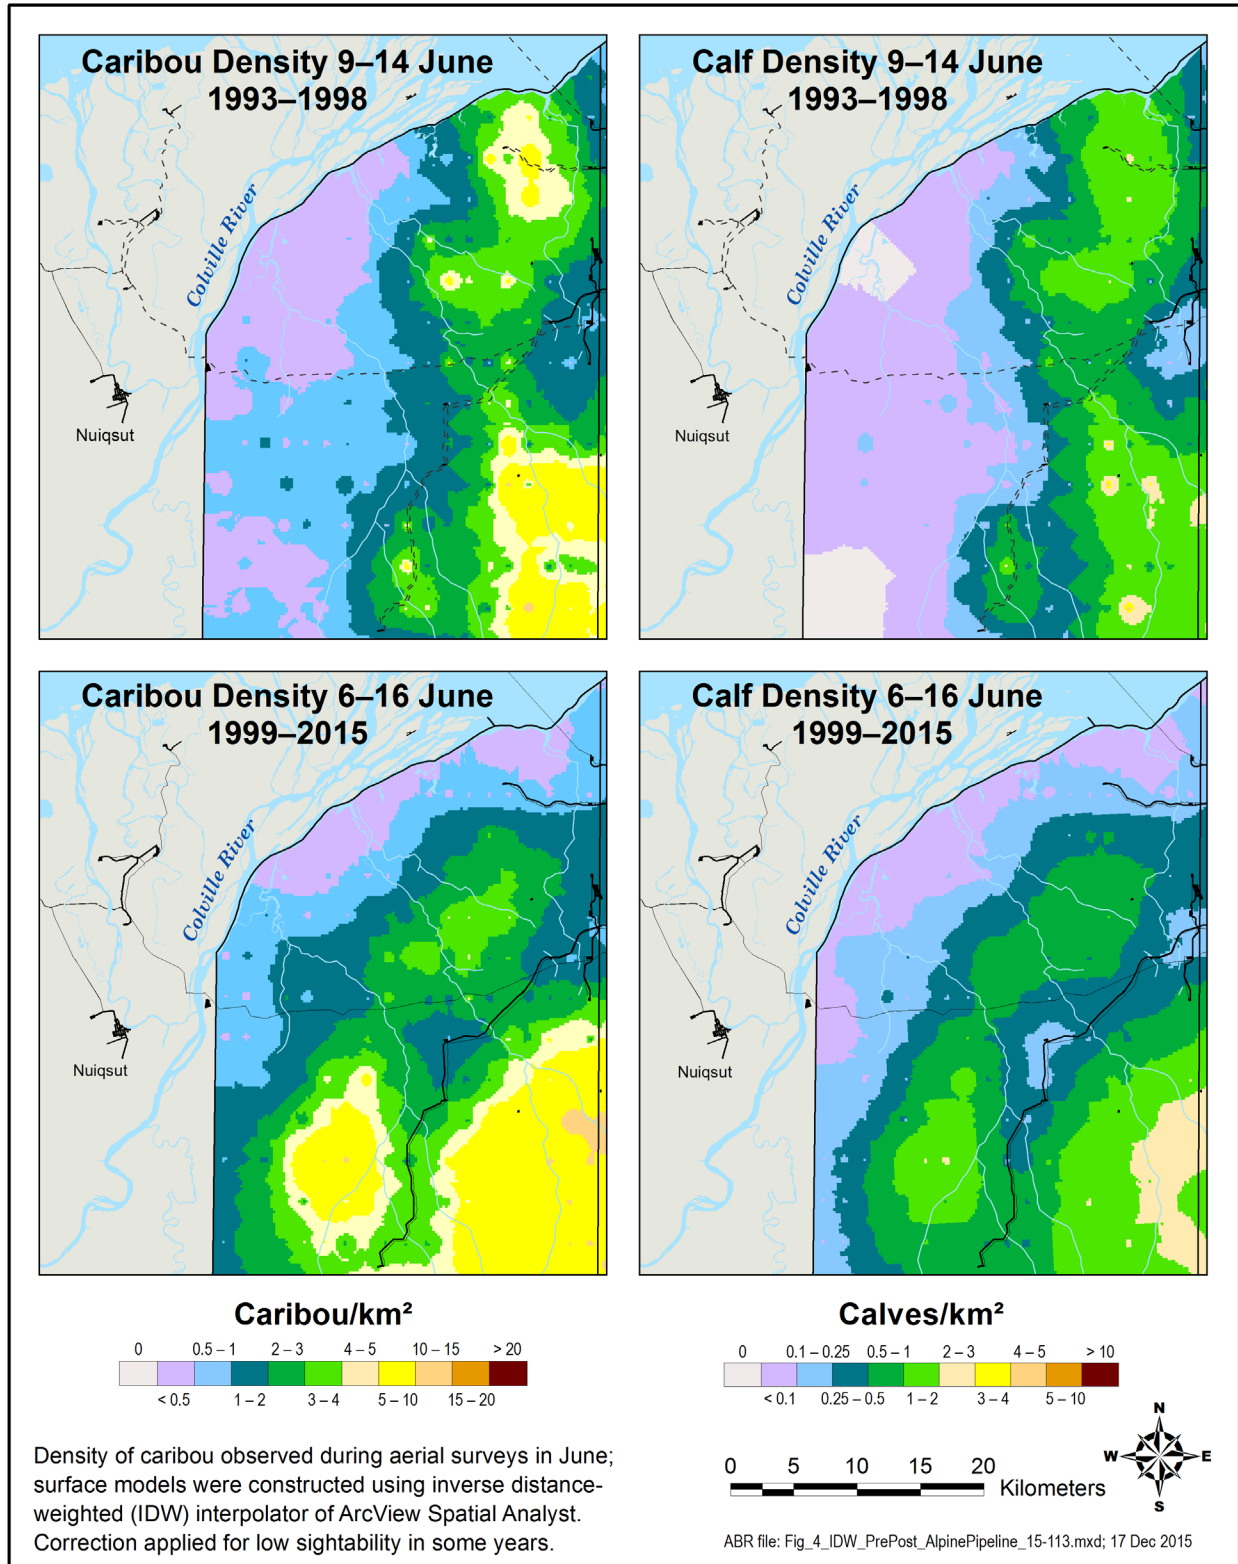 Caribou Density 9–14 June
1993–1998
Colville River
Nuiqsut
Calf Density 9–14 June
1993–1998
Colville River
Nuiqsut
Caribou Density 6–16 June
1999–2015
Colville River
Nuiqsut
Calf Density 6–16 June
1999–2015
Colville River
Nuiqsut
Caribou/km²
0 0.5 – 1 2 – 3 4 – 5 10 – 15 > 20
< 0.5 1 – 2 3 – 4 5 – 10 15 – 20
Calves/km²
0 0.1 – 0.25 0.5 – 1 2 – 3 4 – 5 > 10
< 0.1 0.25 – 0.5 1 – 2 3 – 4 5 – 10
Density of caribou observed during aerial surveys in June;
surface models were constructed using inverse distance-
weighted (IDW) interpolator of ArcView Spatial Analyst.
Correction applied for low sightability in some years.
0 5 10 15 20
Kilometers
N
W E
S
ABR file: Fig_4_IDW_PrePost_AlpinePipeline_15-113.mxd; 17 Dec 2015